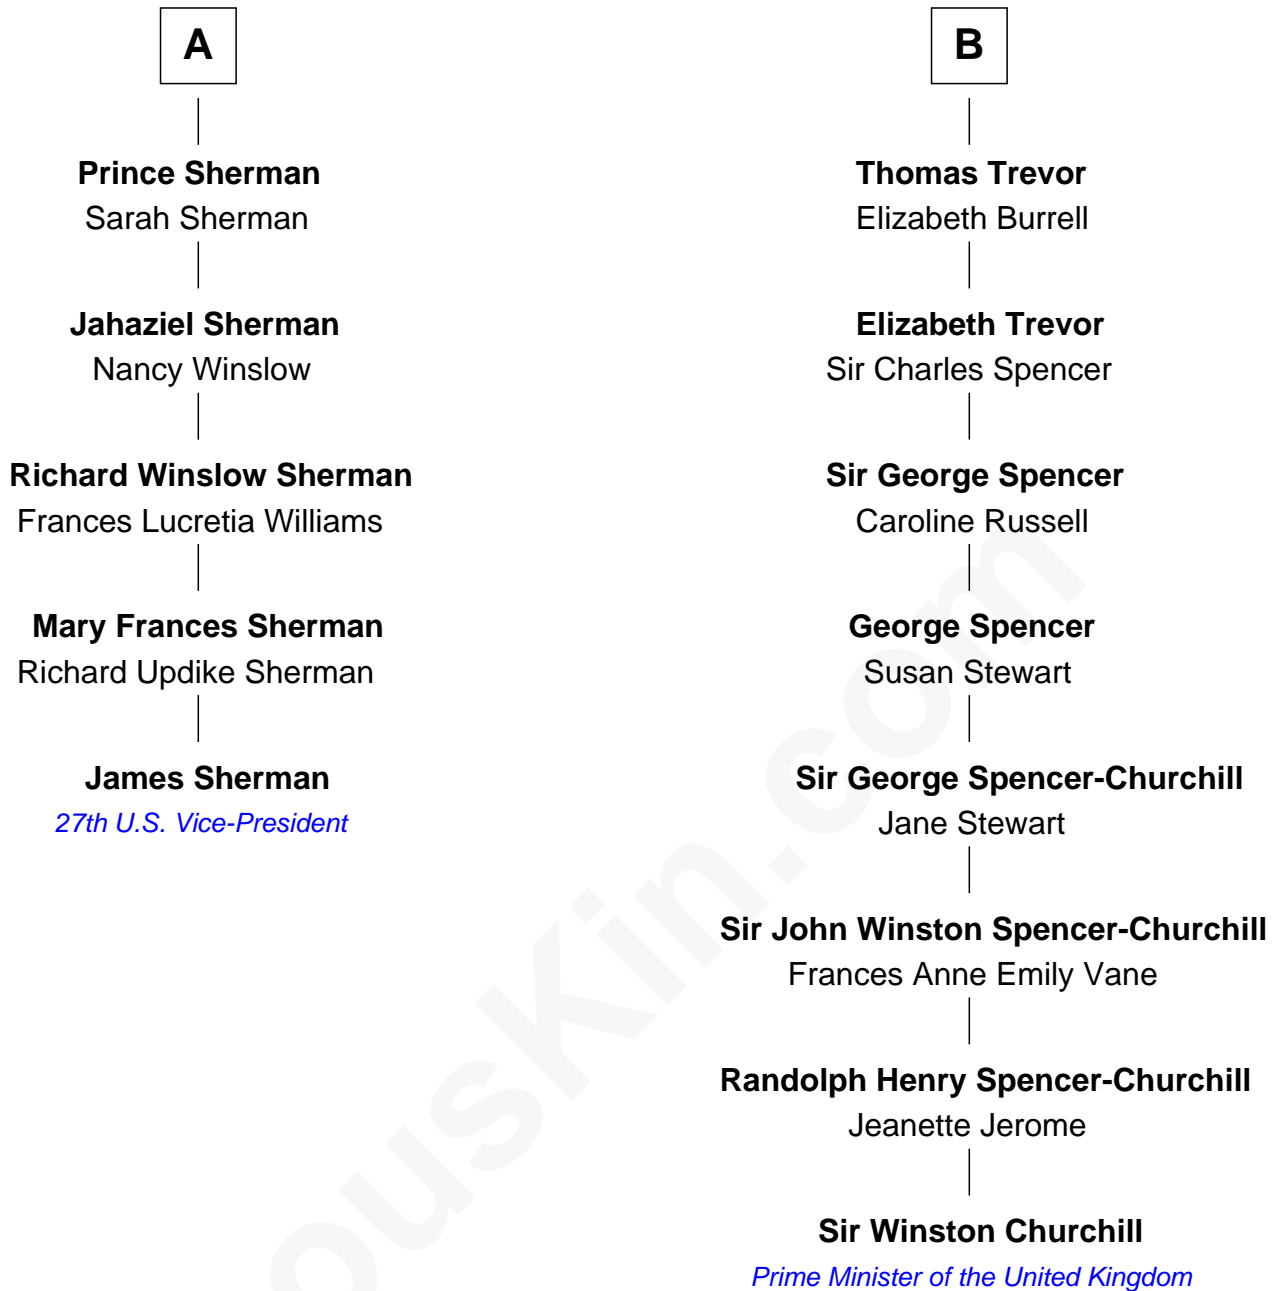 A
Prince Sherman
Sarah Sherman
Jahaziel Sherman
Nancy Winslow
Richard Winslow Sherman
Frances Lucretia Williams
Mary Frances Sherman
Richard Updike Sherman
James Sherman
27th U.S. Vice-President
B
Thomas Trevor
Elizabeth Burrell
Elizabeth Trevor
Sir Charles Spencer
Sir George Spencer
Caroline Russell
George Spencer
Susan Stewart
Sir George Spencer-Churchill
Jane Stewart
Sir John Winston Spencer-Churchill
Frances Anne Emily Vane
Randolph Henry Spencer-Churchill
Jeanette Jerome
Sir Winston Churchill
Prime Minister of the United Kingdom
ousKin.com